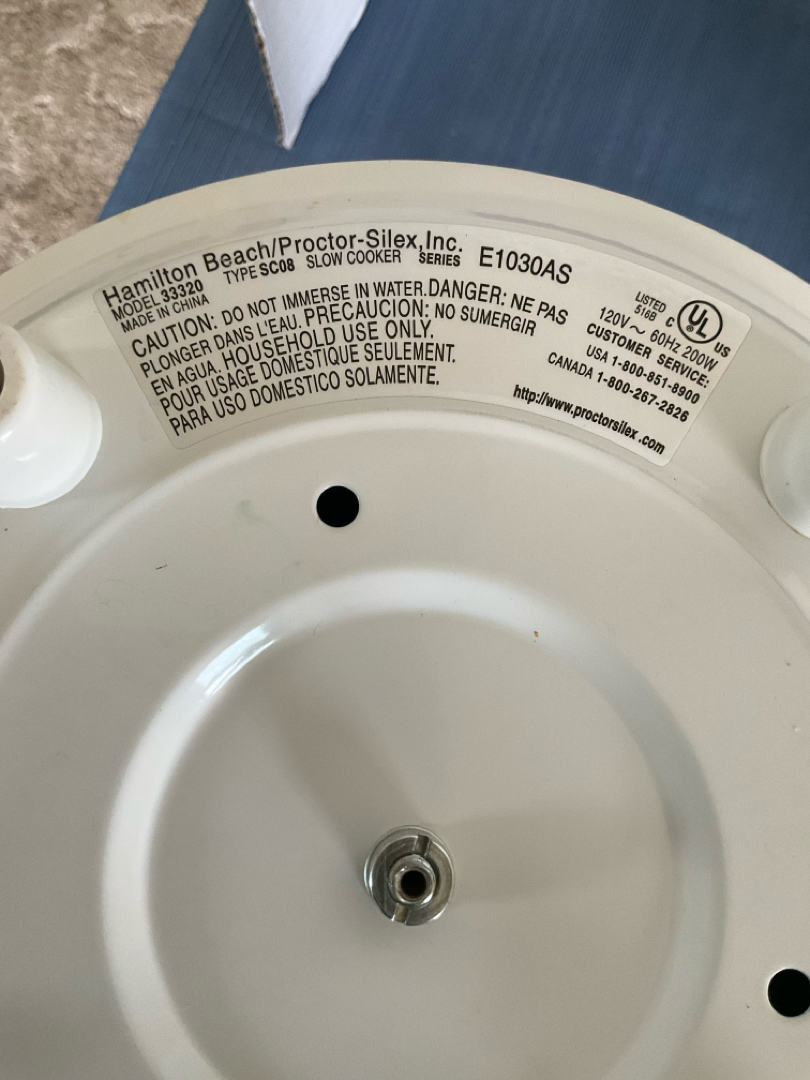 Hamilton Beach/Proctor-Silex,Inc.
MODEL 33320 TYPE SC08 SLOW COOKER SERIES E1030AS
MADE IN CHINA
CAUTION: DO NOT IMMERSE IN WATER. DANGER: NE PAS
PLONGER DANS L'EAU. PRECAUCION: NO SUMERGIR
EN AGUA. HOUSEHOLD USE ONLY.
POUR USAGE DOMESTIQUE SEULEMENT.
PARA USO DOMESTICO SOLAMENTE.
LISTED
516B
C UL ® US
120V~ 60Hz 200W
CUSTOMER SERVICE:
USA 1-800-851-8900
CANADA 1-800-267-2826
http://www.proctorsilex.com